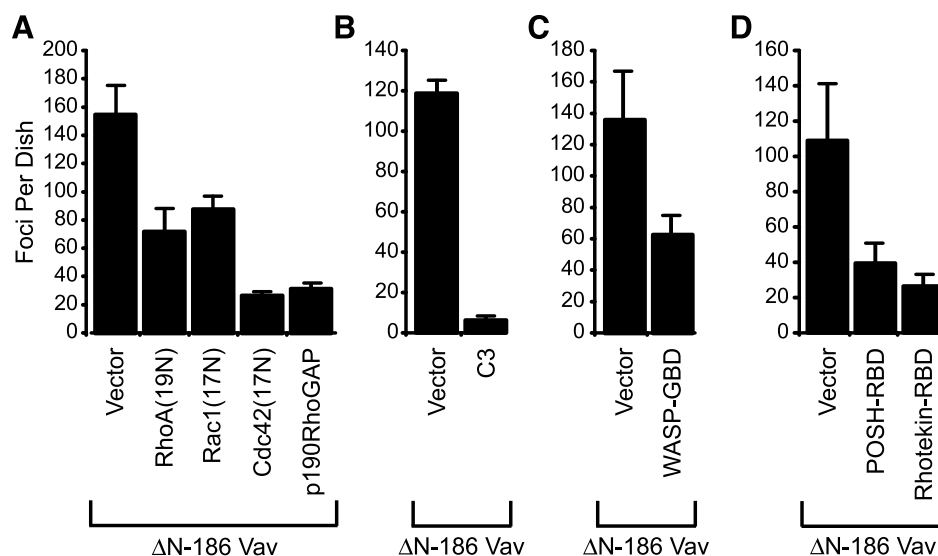 A
B
C
D
Foci Per Dish
200
180
160
140
120
100
80
60
40
20
0
Vector
RhoA(19N)
Rac1(17N)
Cdc42(17N)
p190RhoGAP
ΔN-186 Vav
140
120
100
80
60
40
20
0
Vector
C3
ΔN-186 Vav
180
160
140
120
100
80
60
40
20
0
Vector
WASP-GBD
ΔN-186 Vav
160
140
120
100
80
60
40
20
0
Vector
POSH-RBD
Rhotekin-RBD
ΔN-186 Vav